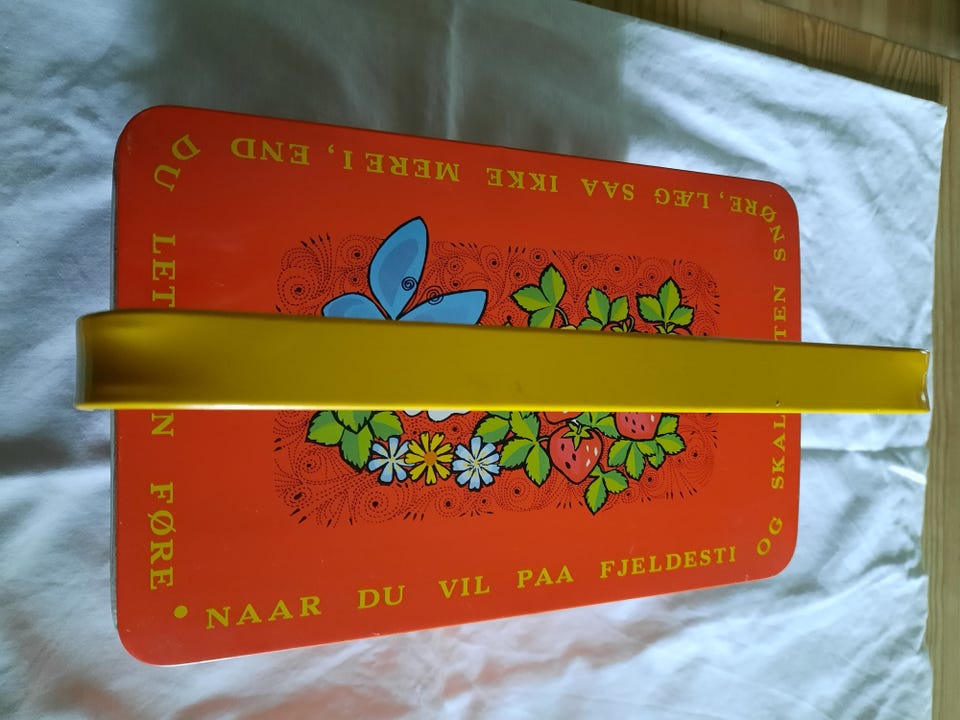 • NAAR DU VIL PAA FJELDESTI
OG SKAL TEN SNØRE,
LÆG SAA IKKE MERE I, END
DU LET N FØRE